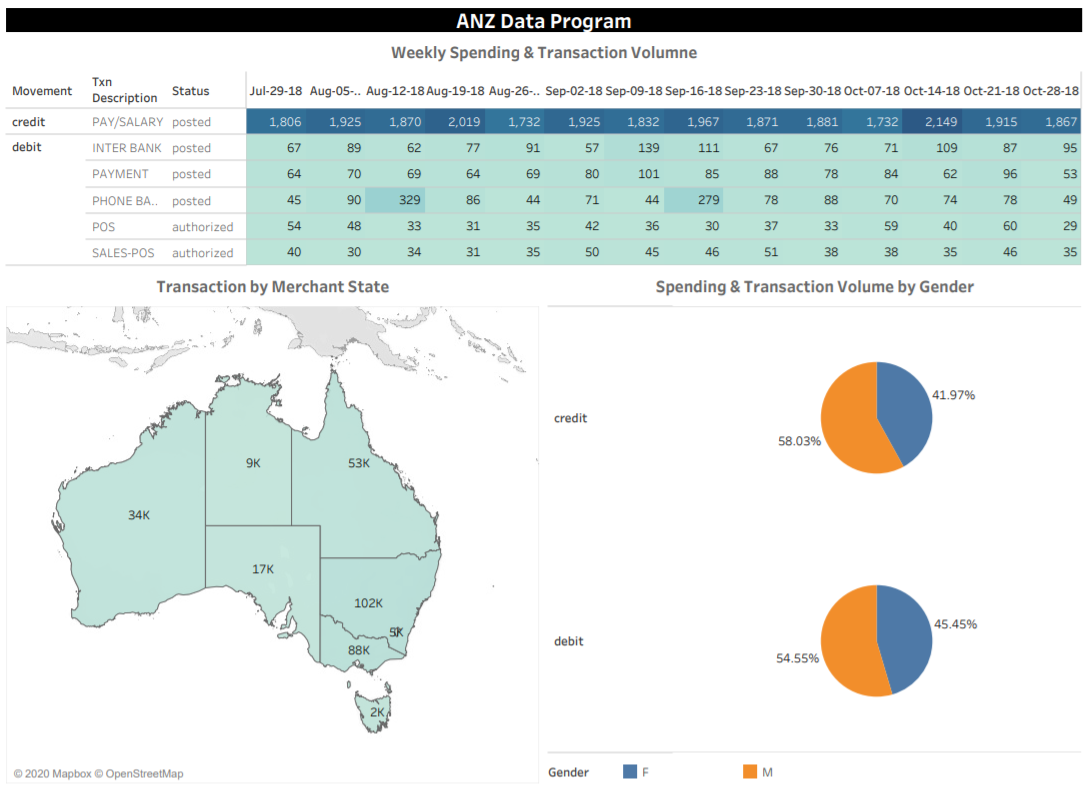 ANZ Data Program
Weekly Spending & Transaction Volumne
Movement Txn Description Status Jul-29-18 Aug-05-.. Aug-12-18 Aug-19-18 Aug-26-.. Sep-02-18 Sep-09-18 Sep-16-18 Sep-23-18 Sep-30-18 Oct-07-18 Oct-14-18 Oct-21-18 Oct-28-18
credit PAY/SALARY posted 1,806 1,925 1,870 2,019 1,732 1,925 1,832 1,967 1,871 1,881 1,732 2,149 1,915 1,867
debit INTER BANK posted 67 89 62 77 91 57 139 111 67 76 71 109 87 95
PAYMENT posted 64 70 69 64 69 80 101 85 88 78 84 62 96 53
PHONE BA.. posted 45 90 329 86 44 71 44 279 78 88 70 74 78 49
POS authorized 54 48 33 31 35 42 36 30 37 33 59 40 60 29
SALES-POS authorized 40 30 34 31 35 50 45 46 51 38 38 35 46 35
Transaction by Merchant State
9K
53K
34K
17K
102K
5K
88K
2K
© 2020 Mapbox © OpenStreetMap
Spending & Transaction Volume by Gender
41.97%
credit
58.03%
45.45%
debit
54.55%
Gender F M